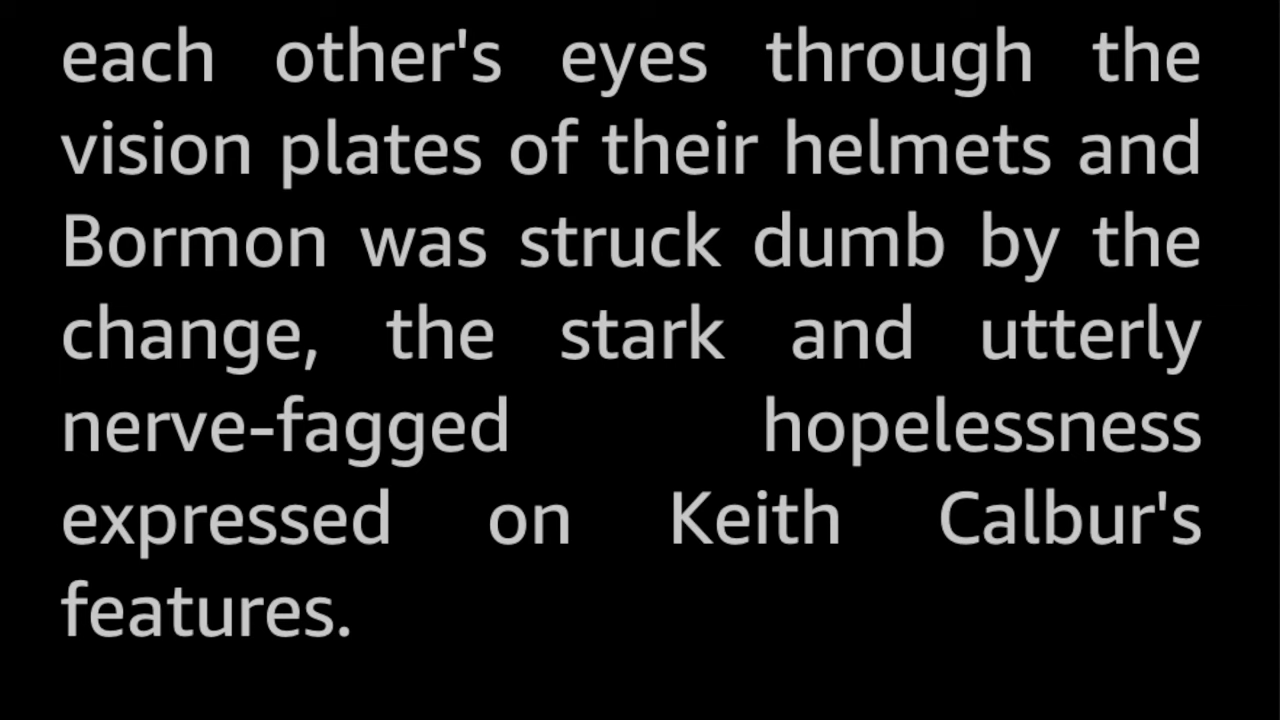 each other's eyes through the
vision plates of their helmets and
Bormon was struck dumb by the
change, the stark and utterly
nerve-fagged hopelessness
expressed on Keith Calbur's
features.